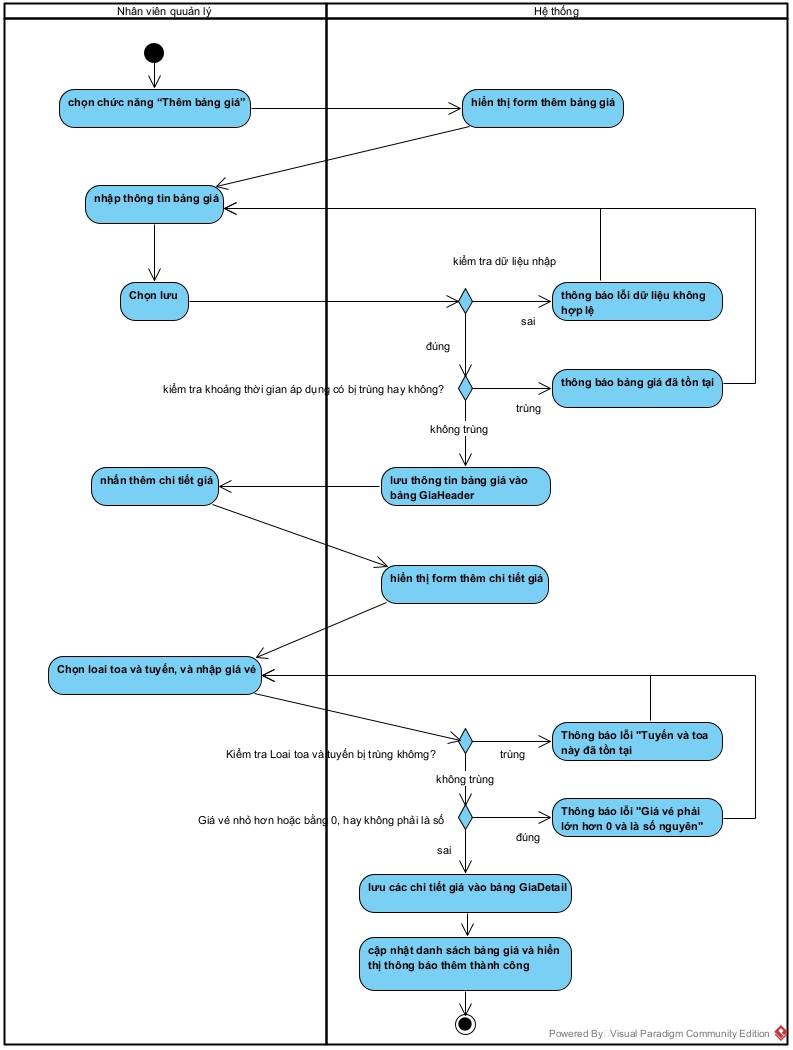 Nhân viên quuản lý
Hệ thống
chọn chức năng “Thêm bảng giá”
hiển thị form thêm bảng giá
nhập thông tin bảng giá
kiểm tra dữ liệu nhập
Chọn lưu
thông báo lỗi dữ liệu không
hợp lệ
sai
đúng
thông báo bảng giá đã tồn tại
kiểm tra khoảng thời gian áp dụng có bị trùng hay không?
trùng
không trùng
nhấn thêm chi tiết giá
lưu thông tin bảng giá vào
bảng GiaHeader
hiển thị form thêm chi tiết giá
Chọn loai toa và tuyến, và nhập giá vé
Kiểm tra Loai toa và tuyến bị trùng khômg?
trùng
Thông báo lỗi "Tuyến và toa
này đã tồn tại
không trùng
Giá vé nhỏ hơn hoặc bằng 0, hay không phải là số
đúng
Thông báo lỗi "Giá vé phải
lớn hơn 0 và là số nguyên"
sai
lưu các chi tiết giá vào bảng GiaDetail
cập nhật danh sách bảng giá và hiển
thị thông báo thêm thành công
Powered By Visual Paradigm Community Edition